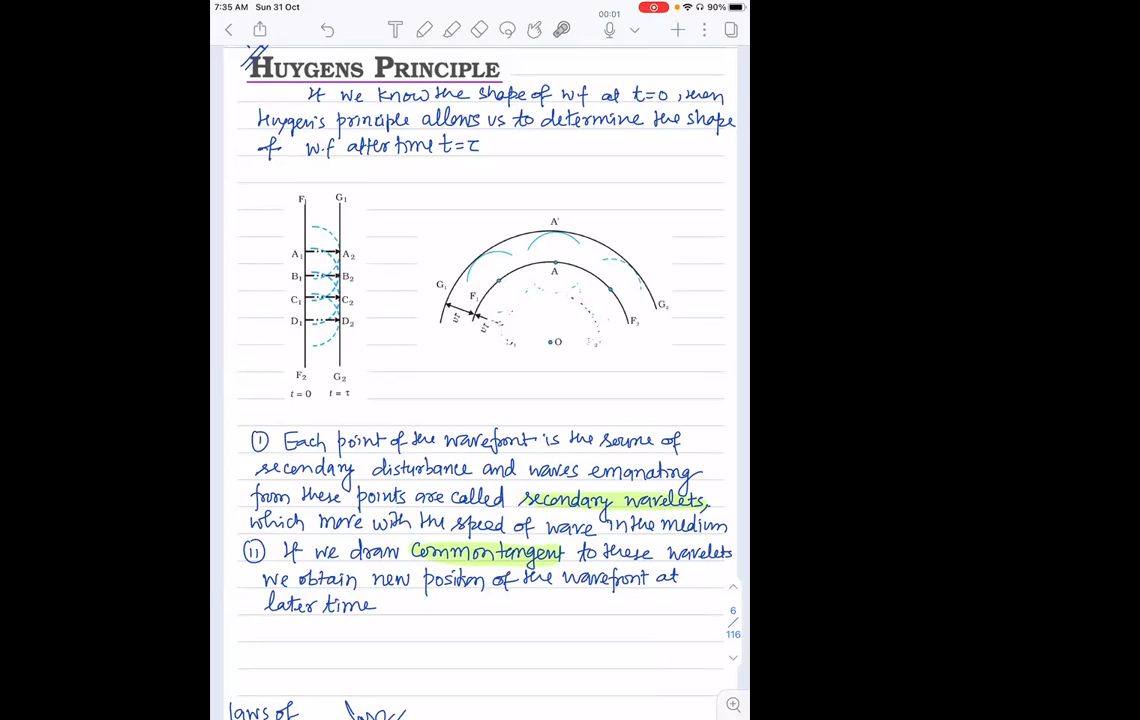 7:35 AM Sun 31 Oct
90%
00:01
HUYGENS PRINCIPLE
If we know the shape of wf at t=0, then
Huygen's principle allows us to determine the shape
of w.f after time t=τ
F1 G1
A1 A2
B1 B2
C1 C2
D1 D2
F2 G2
t = 0 t = τ
A'
A
G1
F1
G2
F2
vτ
vτ
O
① Each point of the wavefront is the source of
secondary disturbance and waves emanating
from these points are called secondary wavelets,
which move with the speed of wave in the medium
② If we draw common tangent to these wavelets
we obtain new position of the wavefront at
later time
6
/
116
laws of